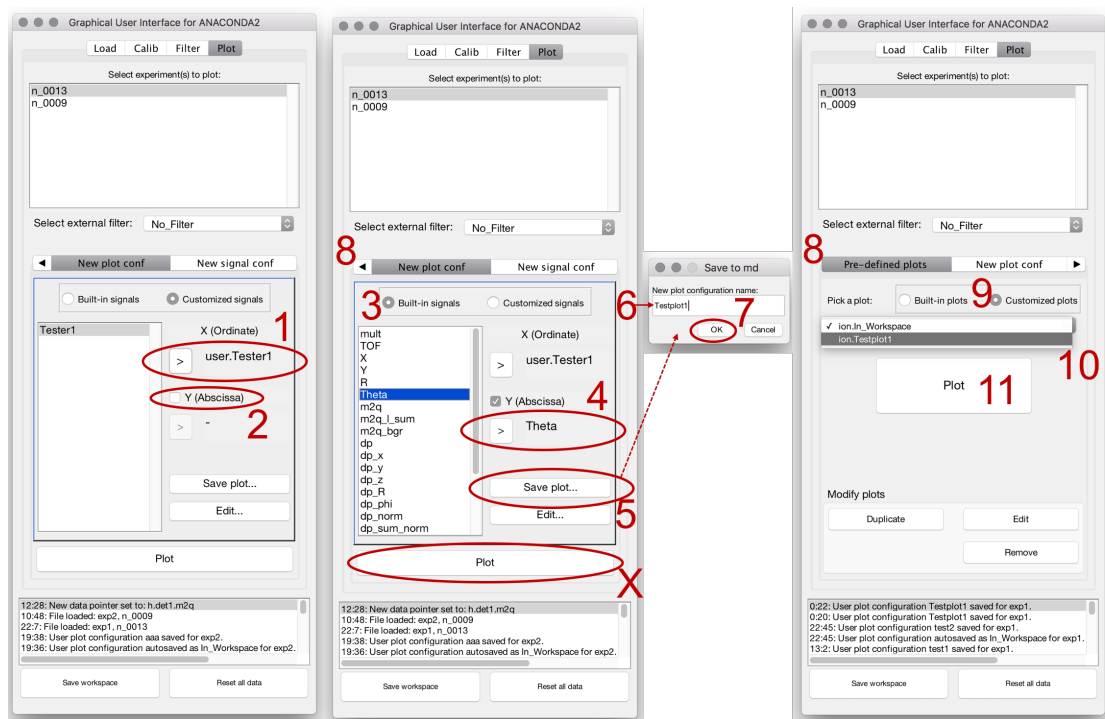 Graphical User Interface for ANACONDA2
Load Calib Filter Plot
Select experiment(s) to plot:
n_0013
n_0009
Select external filter: No_Filter
◀ New plot conf New signal conf
Built-in signals Customized signals
Tester1
X (Ordinate)
1
> user.Tester1
Y (Abscissa)
2
> -
Save plot...
Edit...
Plot
12:28: New data pointer set to: h.det1.m2q
10:48: File loaded: exp2, n_0009
22:7: File loaded: exp1, n_0013
19:38: User plot configuration aaa saved for exp2.
19:36: User plot configuration autosaved as In_Workspace for exp2.
Save workspace Reset all data
Graphical User Interface for ANACONDA2
Load Calib Filter Plot
Select experiment(s) to plot:
n_0013
n_0009
Select external filter: No_Filter
8
◀ New plot conf New signal conf
3 Built-in signals Customized signals
mult
TOF
X
Y
R
Theta
m2q
m2q_l_sum
m2q_bgr
dp
dp_x
dp_y
dp_z
dp_R
dp_phi
dp_norm
dp_sum_norm
X (Ordinate)
> user.Tester1
4
Y (Abscissa)
> Theta
Save plot...
5
Edit...
Plot
X
12:28: New data pointer set to: h.det1.m2q
10:48: File loaded: exp2, n_0009
22:7: File loaded: exp1, n_0013
19:38: User plot configuration aaa saved for exp2.
19:36: User plot configuration autosaved as In_Workspace for exp2.
Save workspace Reset all data
Save to md
New plot configuration name:
6 Testplot1
7
OK Cancel
Graphical User Interface for ANACONDA2
Load Calib Filter Plot
Select experiment(s) to plot:
n_0013
n_0009
Select external filter: No_Filter
8
Pre-defined plots New plot conf ▶
9
Pick a plot: Built-in plots Customized plots
✓ ion.In_Workspace
ion.Testplot1
10
Plot
11
Modify plots
Duplicate Edit
Remove
0:22: User plot configuration Testplot1 saved for exp1.
0:20: User plot configuration Testplot1 saved for exp1.
22:45: User plot configuration test2 saved for exp1.
22:45: User plot configuration autosaved as In_Workspace for exp1.
13:2: User plot configuration test1 saved for exp1.
Save workspace Reset all data